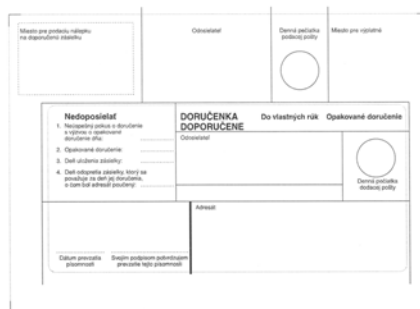 Miesto pre podaciu nálepku
na doporučenú zásielku
Odosielateľ
Denná pečiatka
podacej pošty
Miesto pre výplatné
Nedoposielať
1. Neúspešný pokus o doručenie
s výzvou o opakované
doručenie dňa:
2. Opakované doručenie:
3. Deň uloženia zásielky:
4. Deň odopretia zásielky, ktorý sa
považuje za deň jej doručenia,
o čom bol adresát poučený:
DORUČENKA
DOPORUČENE
Do vlastných rúk
Opakované doručenie
Odosielateľ
Denná pečiatka
dodacej pošty
Adresát
Dátum prevzatia
písomnosti
Svojím podpisom potvrdzujem
prevzatie tejto písomnosti